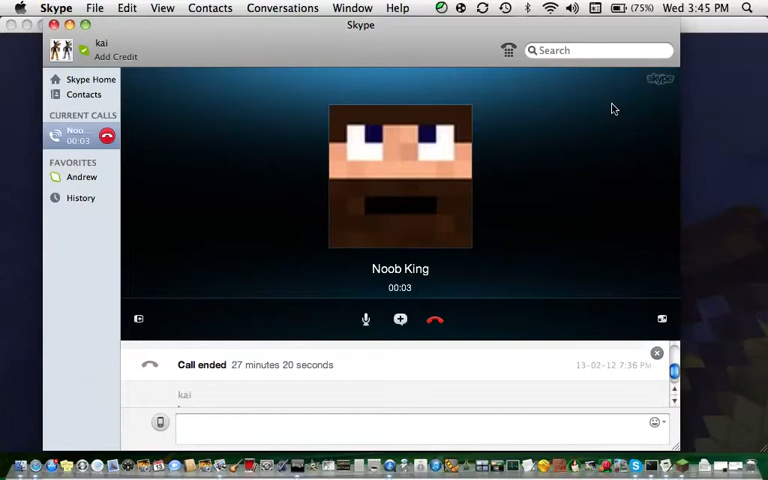 Skype File Edit View Contacts Conversations Window Help (75%) Wed 3:45 PM
Skype
kai
Add Credit
Search
Skype Home
Contacts
skype
CURRENT CALLS
Noo...
00:03
FAVORITES
Andrew
History
Noob King
00:03
Call ended 27 minutes 20 seconds 13-02-12 7:36 PM
kai